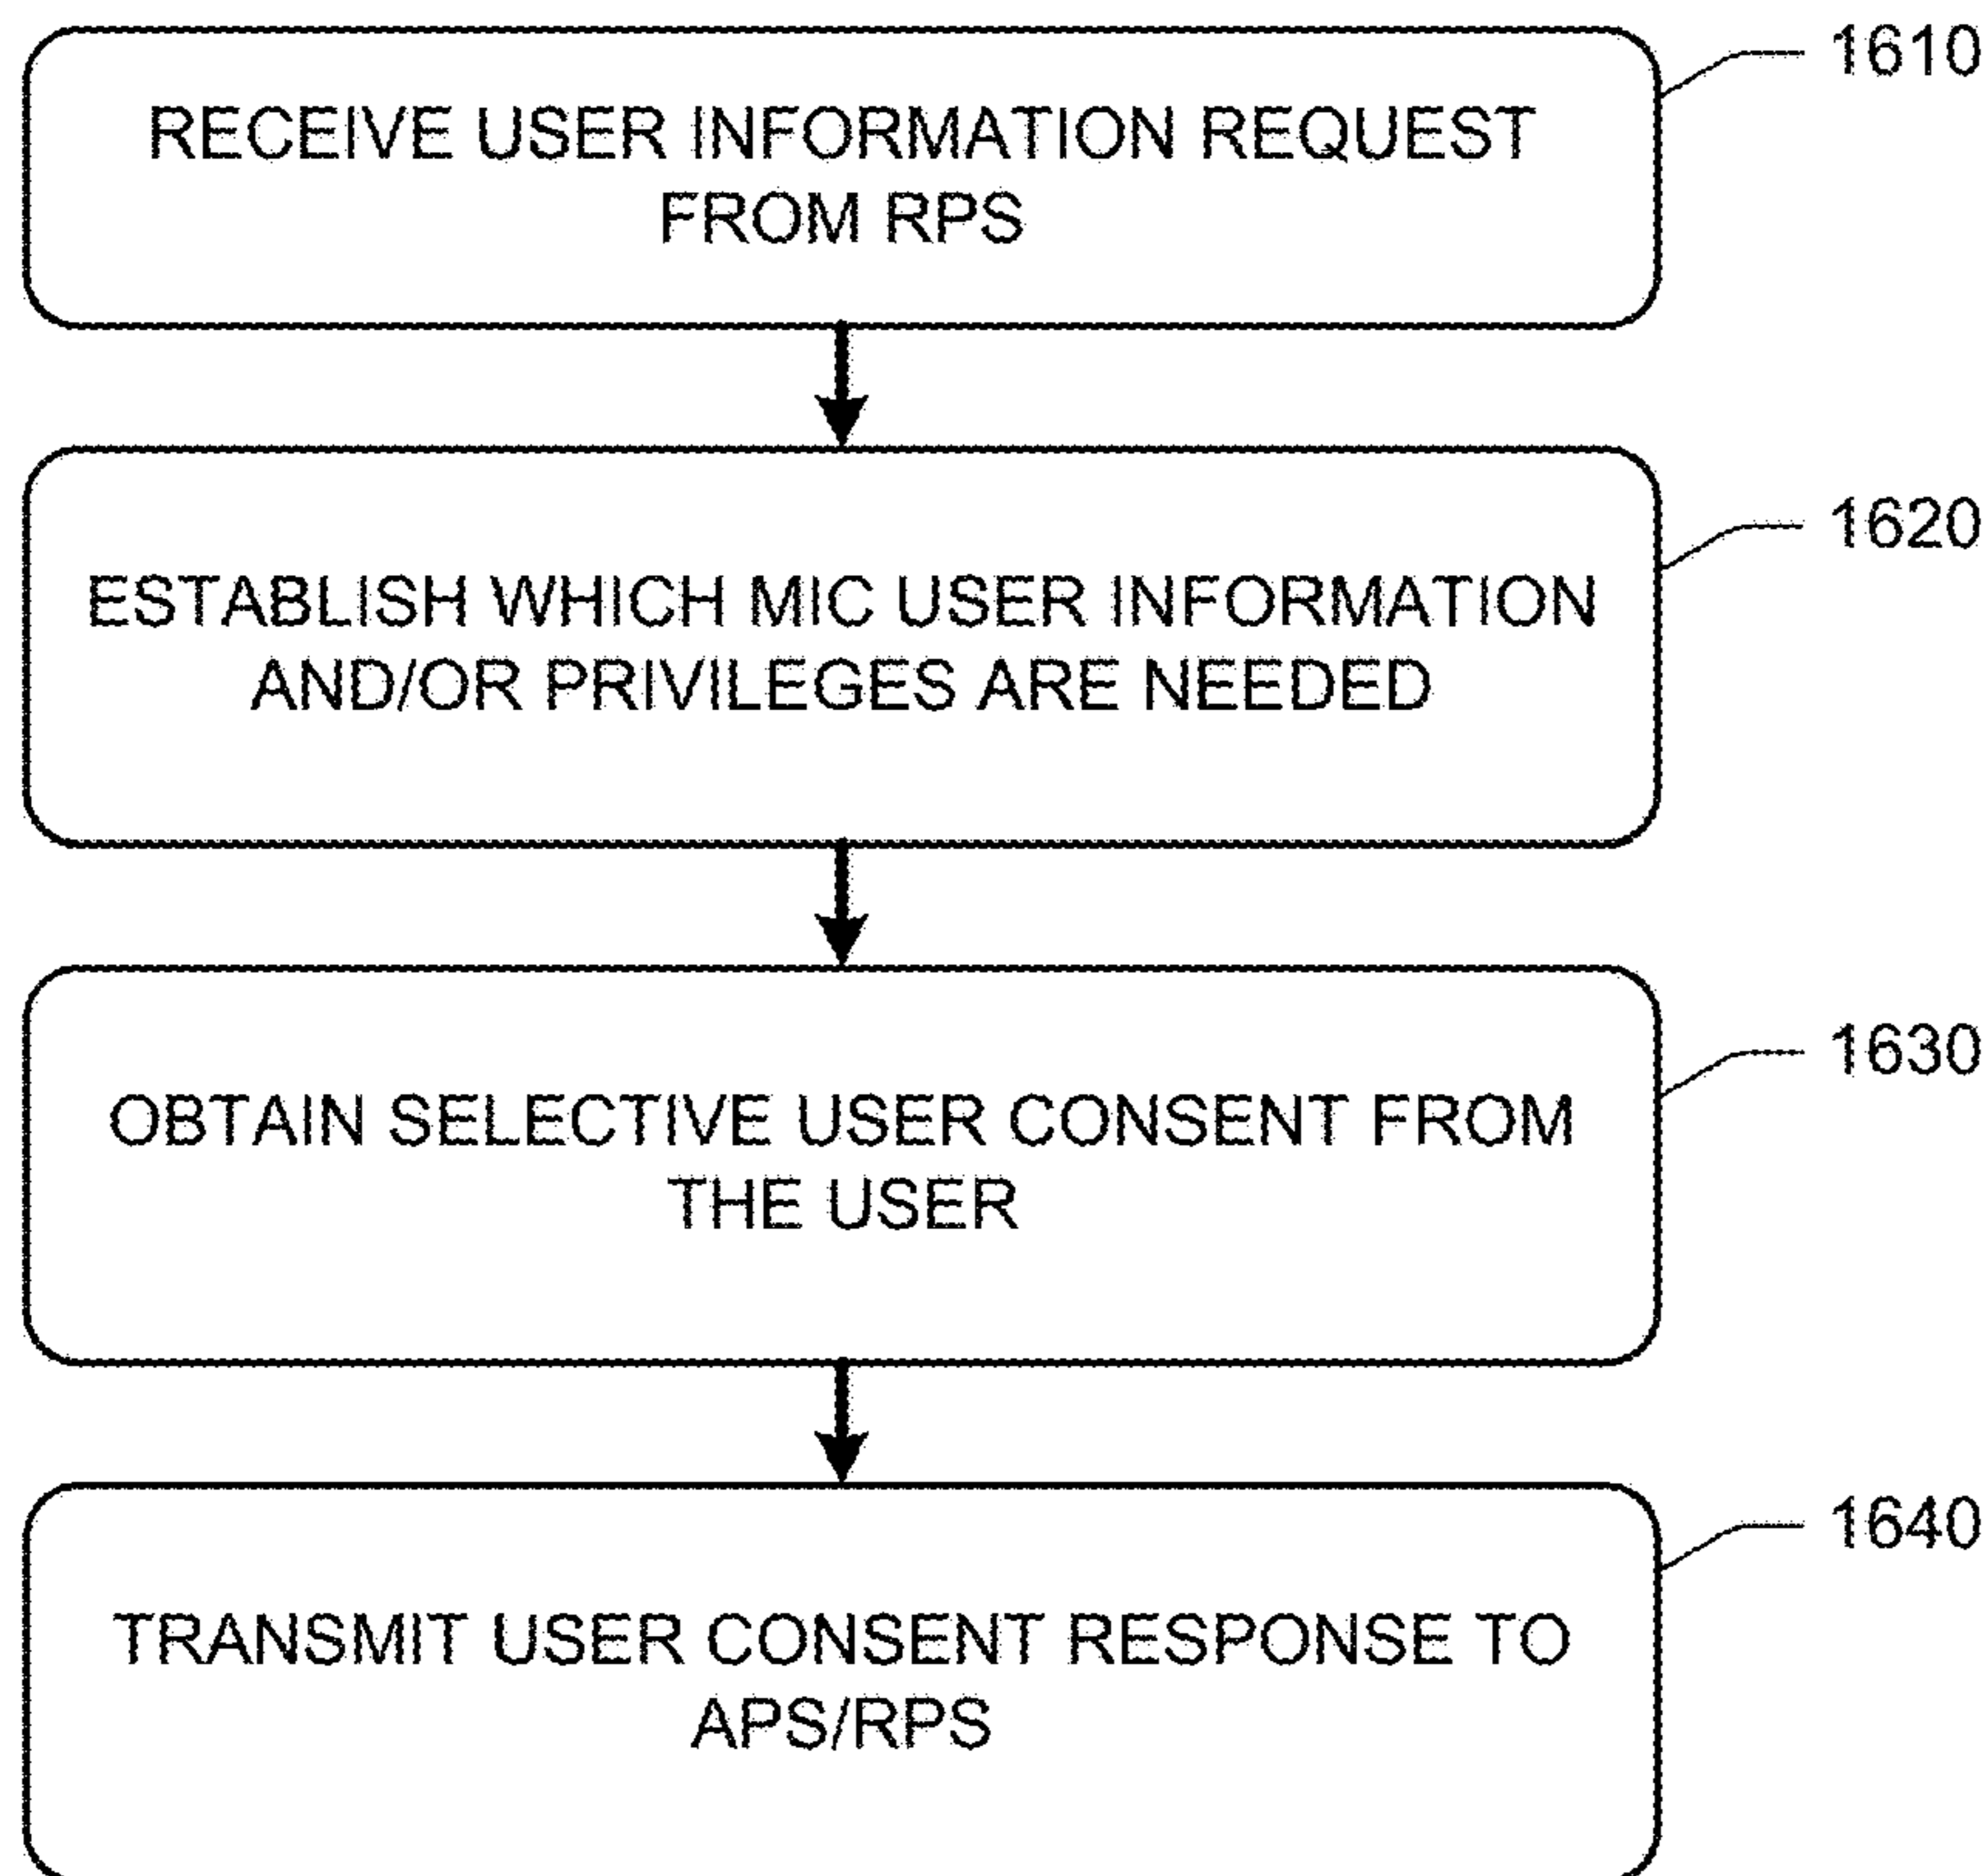 RECEIVE USER INFORMATION REQUEST
FROM RPS
1610
ESTABLISH WHICH MIC USER INFORMATION
AND/OR PRIVILEGES ARE NEEDED
1620
OBTAIN SELECTIVE USER CONSENT FROM
THE USER
1630
TRANSMIT USER CONSENT RESPONSE TO
APS/RPS
1640